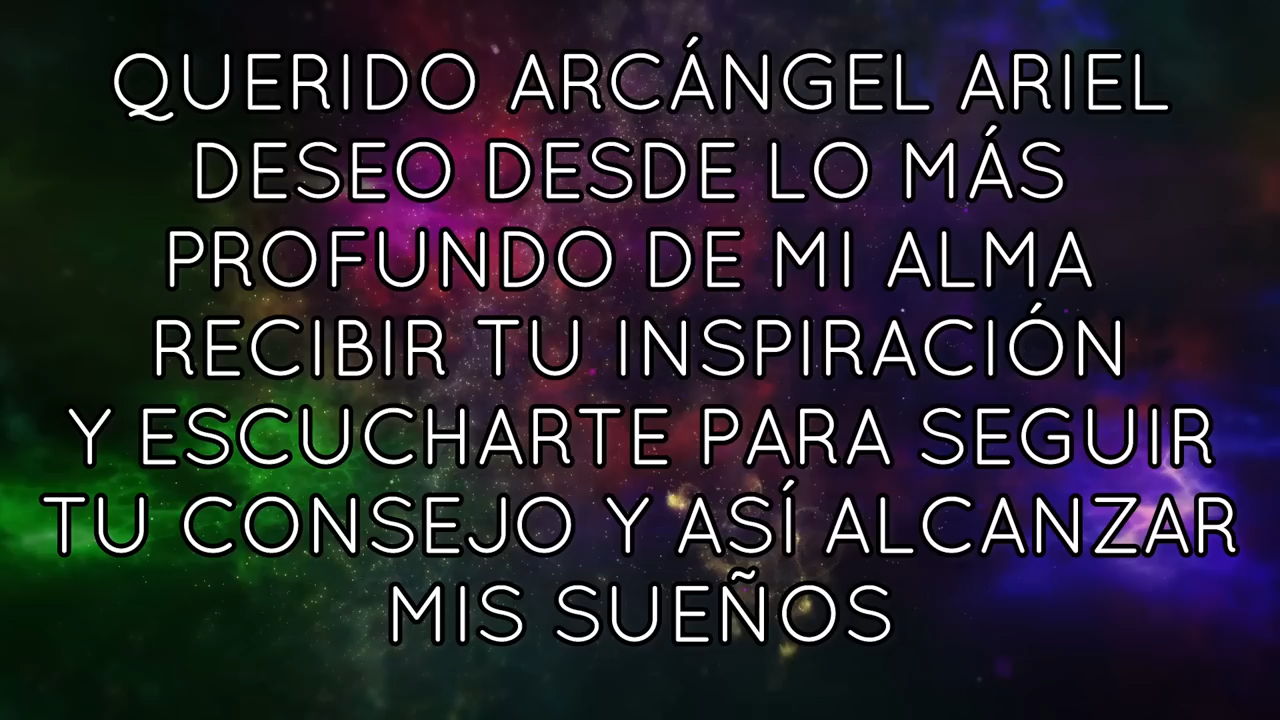 QUERIDO ARCÁNGEL ARIEL
DESEO DESDE LO MÁS
PROFUNDO DE MI ALMA
RECIBIR TU INSPIRACIÓN
Y ESCUCHARTE PARA SEGUIR
TU CONSEJO Y ASÍ ALCANZAR
MIS SUEÑOS